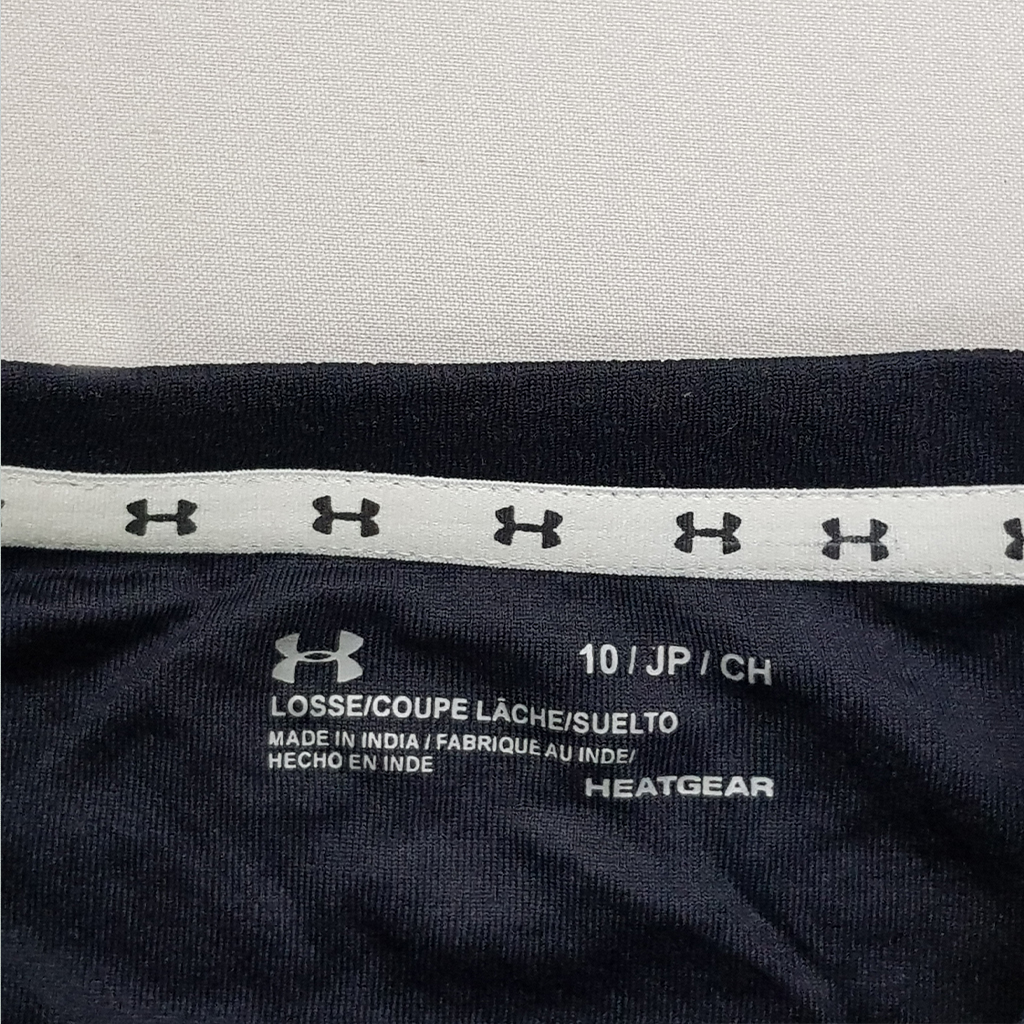 10 / JP / CH
LOSSE/COUPE LÂCHE/SUELTO
MADE IN INDIA / FABRIQUE AU INDE/
HECHO EN INDE
HEATGEAR